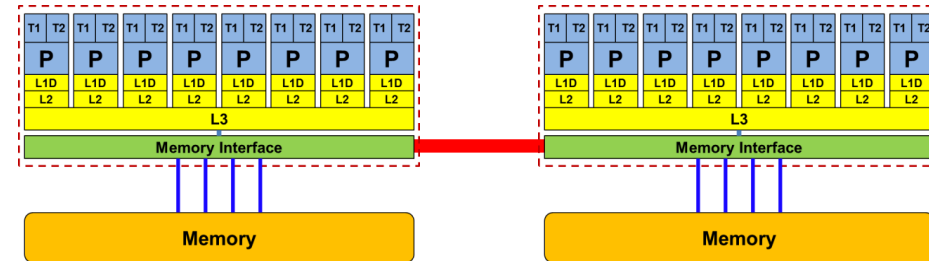 T1 T2 T1 T2 T1 T2 T1 T2 T1 T2 T1 T2 T1 T2 T1 T2
P P P P P P P P
L1D L1D L1D L1D L1D L1D L1D L1D
L2 L2 L2 L2 L2 L2 L2 L2
L3
Memory Interface
Memory
T1 T2 T1 T2 T1 T2 T1 T2 T1 T2 T1 T2 T1 T2 T1 T2
P P P P P P P P
L1D L1D L1D L1D L1D L1D L1D L1D
L2 L2 L2 L2 L2 L2 L2 L2
L3
Memory Interface
Memory